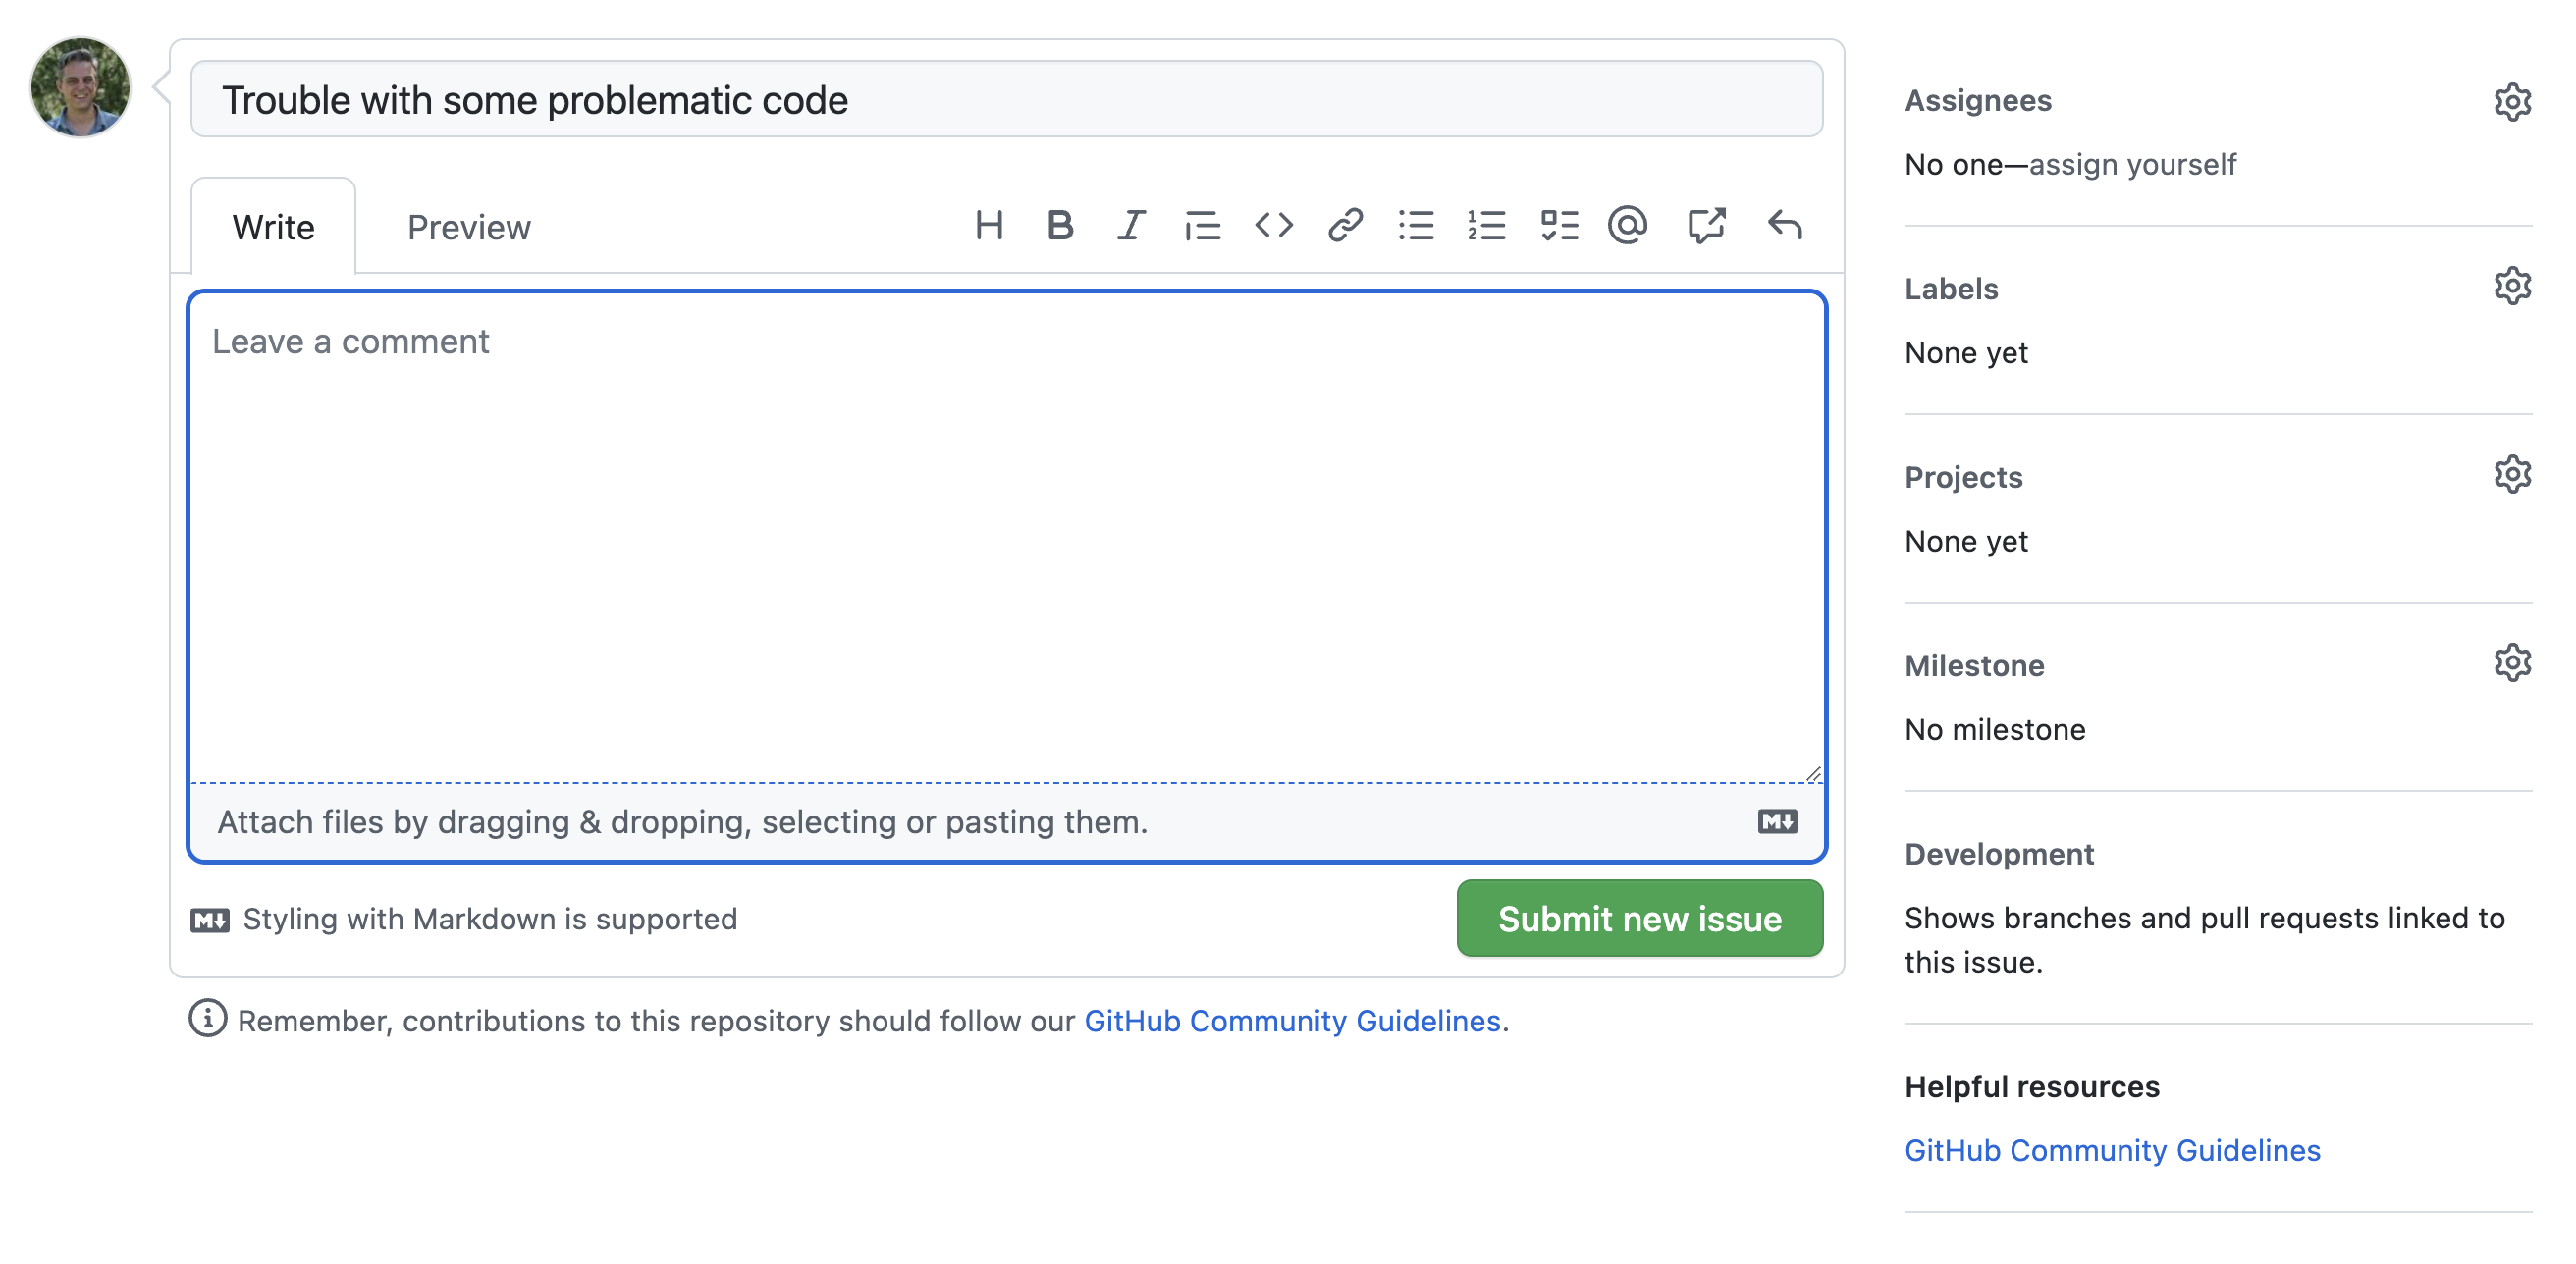 Trouble with some problematic code
Write
Preview
Leave a comment
Attach files by dragging & dropping, selecting or pasting them.
Styling with Markdown is supported
Submit new issue
Remember, contributions to this repository should follow our GitHub Community Guidelines.
Assignees
No one—assign yourself
Labels
None yet
Projects
None yet
Milestone
No milestone
Development
Shows branches and pull requests linked to
this issue.
Helpful resources
GitHub Community Guidelines